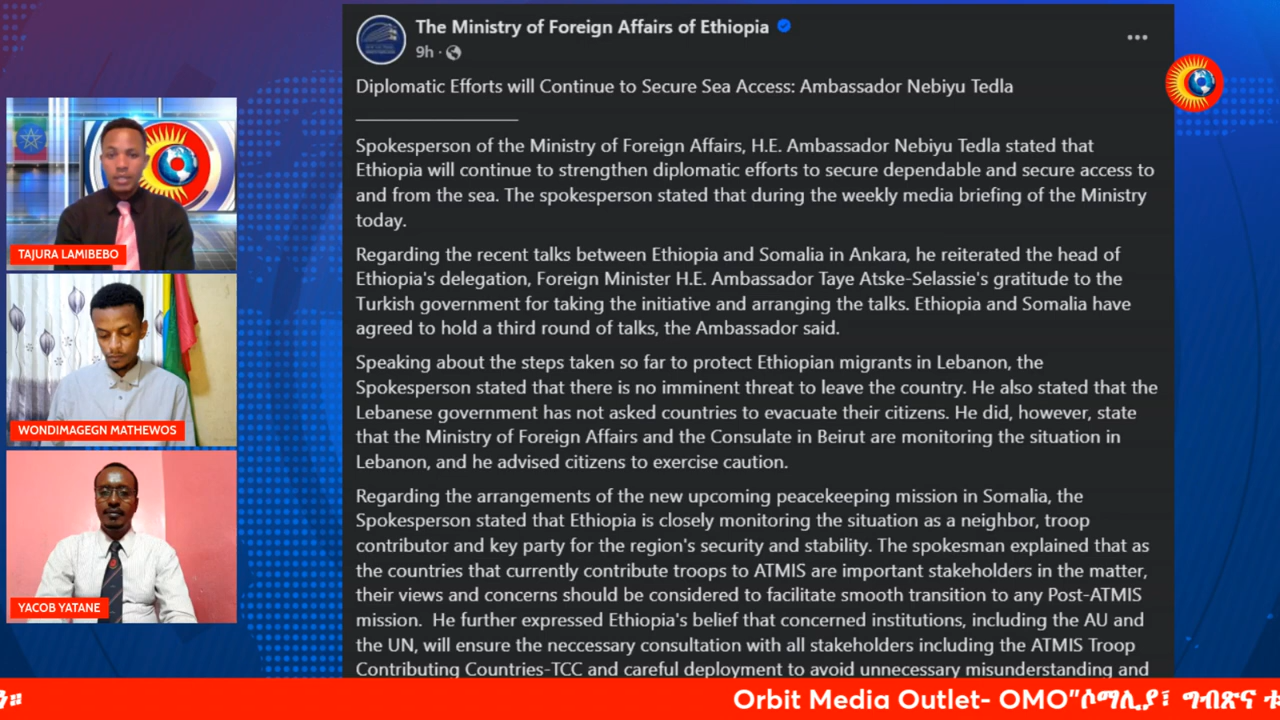 The Ministry of Foreign Affairs of Ethiopia
9h ·
Diplomatic Efforts will Continue to Secure Sea Access: Ambassador Nebiyu Tedla
Spokesperson of the Ministry of Foreign Affairs, H.E. Ambassador Nebiyu Tedla stated that
Ethiopia will continue to strengthen diplomatic efforts to secure dependable and secure access to
and from the sea. The spokesperson stated that during the weekly media briefing of the Ministry
today.
Regarding the recent talks between Ethiopia and Somalia in Ankara, he reiterated the head of
Ethiopia's delegation, Foreign Minister H.E. Ambassador Taye Atske-Selassie's gratitude to the
Turkish government for taking the initiative and arranging the talks. Ethiopia and Somalia have
agreed to hold a third round of talks, the Ambassador said.
Speaking about the steps taken so far to protect Ethiopian migrants in Lebanon, the
Spokesperson stated that there is no imminent threat to leave the country. He also stated that the
Lebanese government has not asked countries to evacuate their citizens. He did, however, state
that the Ministry of Foreign Affairs and the Consulate in Beirut are monitoring the situation in
Lebanon, and he advised citizens to exercise caution.
Regarding the arrangements of the new upcoming peacekeeping mission in Somalia, the
Spokesperson stated that Ethiopia is closely monitoring the situation as a neighbor, troop
contributor and key party for the region's security and stability. The spokesman explained that as
the countries that currently contribute troops to ATMIS are important stakeholders in the matter,
their views and concerns should be considered to facilitate smooth transition to any Post-ATMIS
mission. He further expressed Ethiopia's belief that concerned institutions, including the AU and
the UN, will ensure the neccessary consultation with all stakeholders including the ATMIS Troop
Contributing Countries-TCC and careful deployment to avoid unnecessary misunderstanding and
TAJURA LAMIBEBO
WONDIMAGEGN MATHEWOS
YACOB YATANE
Orbit Media Outlet- OMO"ሶማሊያ፣ ግብጽና